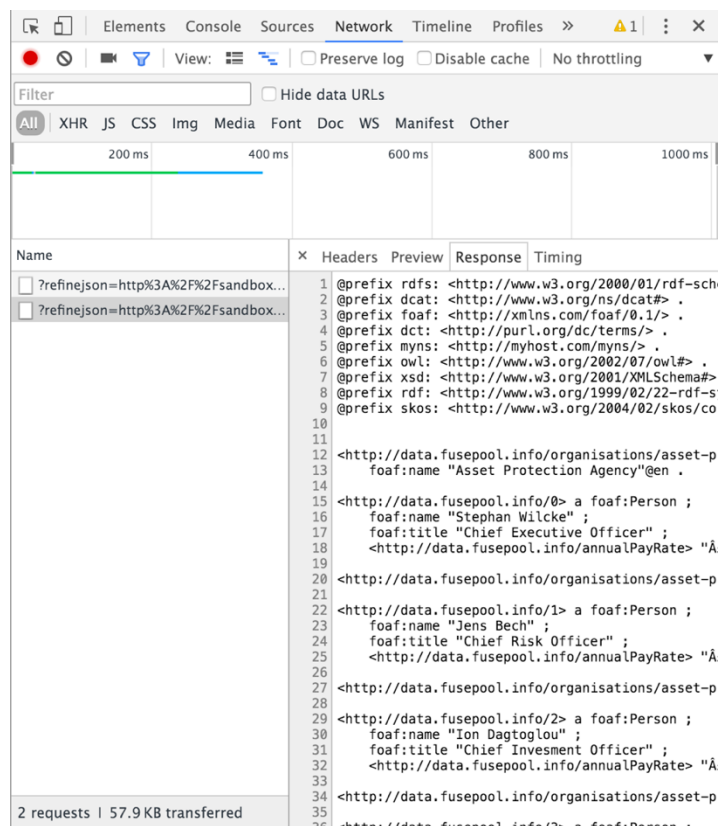 Elements Console Sources Network Timeline Profiles » 1
View: Preserve log Disable cache No throttling
Filter Hide data URLs
All XHR JS CSS Img Media Font Doc WS Manifest Other
200 ms 400 ms 600 ms 800 ms 1000 ms
Name
?refinejson=http%3A%2F%2Fsandbox...
?refinejson=http%3A%2F%2Fsandbox...
2 requests | 57.9 KB transferred
× Headers Preview Response Timing
1 @prefix rdfs: <http://www.w3.org/2000/01/rdf-sche
2 @prefix dcat: <http://www.w3.org/ns/dcat#> .
3 @prefix foaf: <http://xmlns.com/foaf/0.1/> .
4 @prefix dct: <http://purl.org/dc/terms/> .
5 @prefix myns: <http://myhost.com/myns/> .
6 @prefix owl: <http://www.w3.org/2002/07/owl#> .
7 @prefix xsd: <http://www.w3.org/2001/XMLSchema#>
8 @prefix rdf: <http://www.w3.org/1999/02/22-rdf-s
9 @prefix skos: <http://www.w3.org/2004/02/skos/co
10
11
12 <http://data.fusepool.info/organisations/asset-p
13 foaf:name "Asset Protection Agency"@en .
14
15 <http://data.fusepool.info/0> a foaf:Person ;
16 foaf:name "Stephan Wilcke" ;
17 foaf:title "Chief Executive Officer" ;
18 <http://data.fusepool.info/annualPayRate> "Â
19
20 <http://data.fusepool.info/organisations/asset-p
21
22 <http://data.fusepool.info/1> a foaf:Person ;
23 foaf:name "Jens Bech" ;
24 foaf:title "Chief Risk Officer" ;
25 <http://data.fusepool.info/annualPayRate> "Â
26
27 <http://data.fusepool.info/organisations/asset-p
28
29 <http://data.fusepool.info/2> a foaf:Person ;
30 foaf:name "Ion Dagtoglou" ;
31 foaf:title "Chief Invesment Officer" ;
32 <http://data.fusepool.info/annualPayRate> "Â
33
34 <http://data.fusepool.info/organisations/asset-p
35